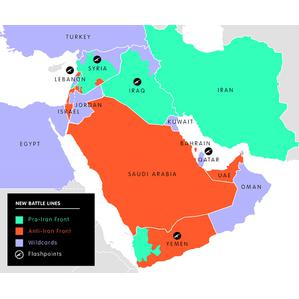 TURKEY
SYRIA
LEBANON
IRAQ
IRAN
ISRAEL
JORDAN
KUWAIT
EGYPT
BAHRAIN
QATAR
SAUDI ARABIA
UAE
OMAN
YEMEN
NEW BATTLE LINES
Pro-Iran Front
Anti-Iran Front
Wildcards
Flashpoints